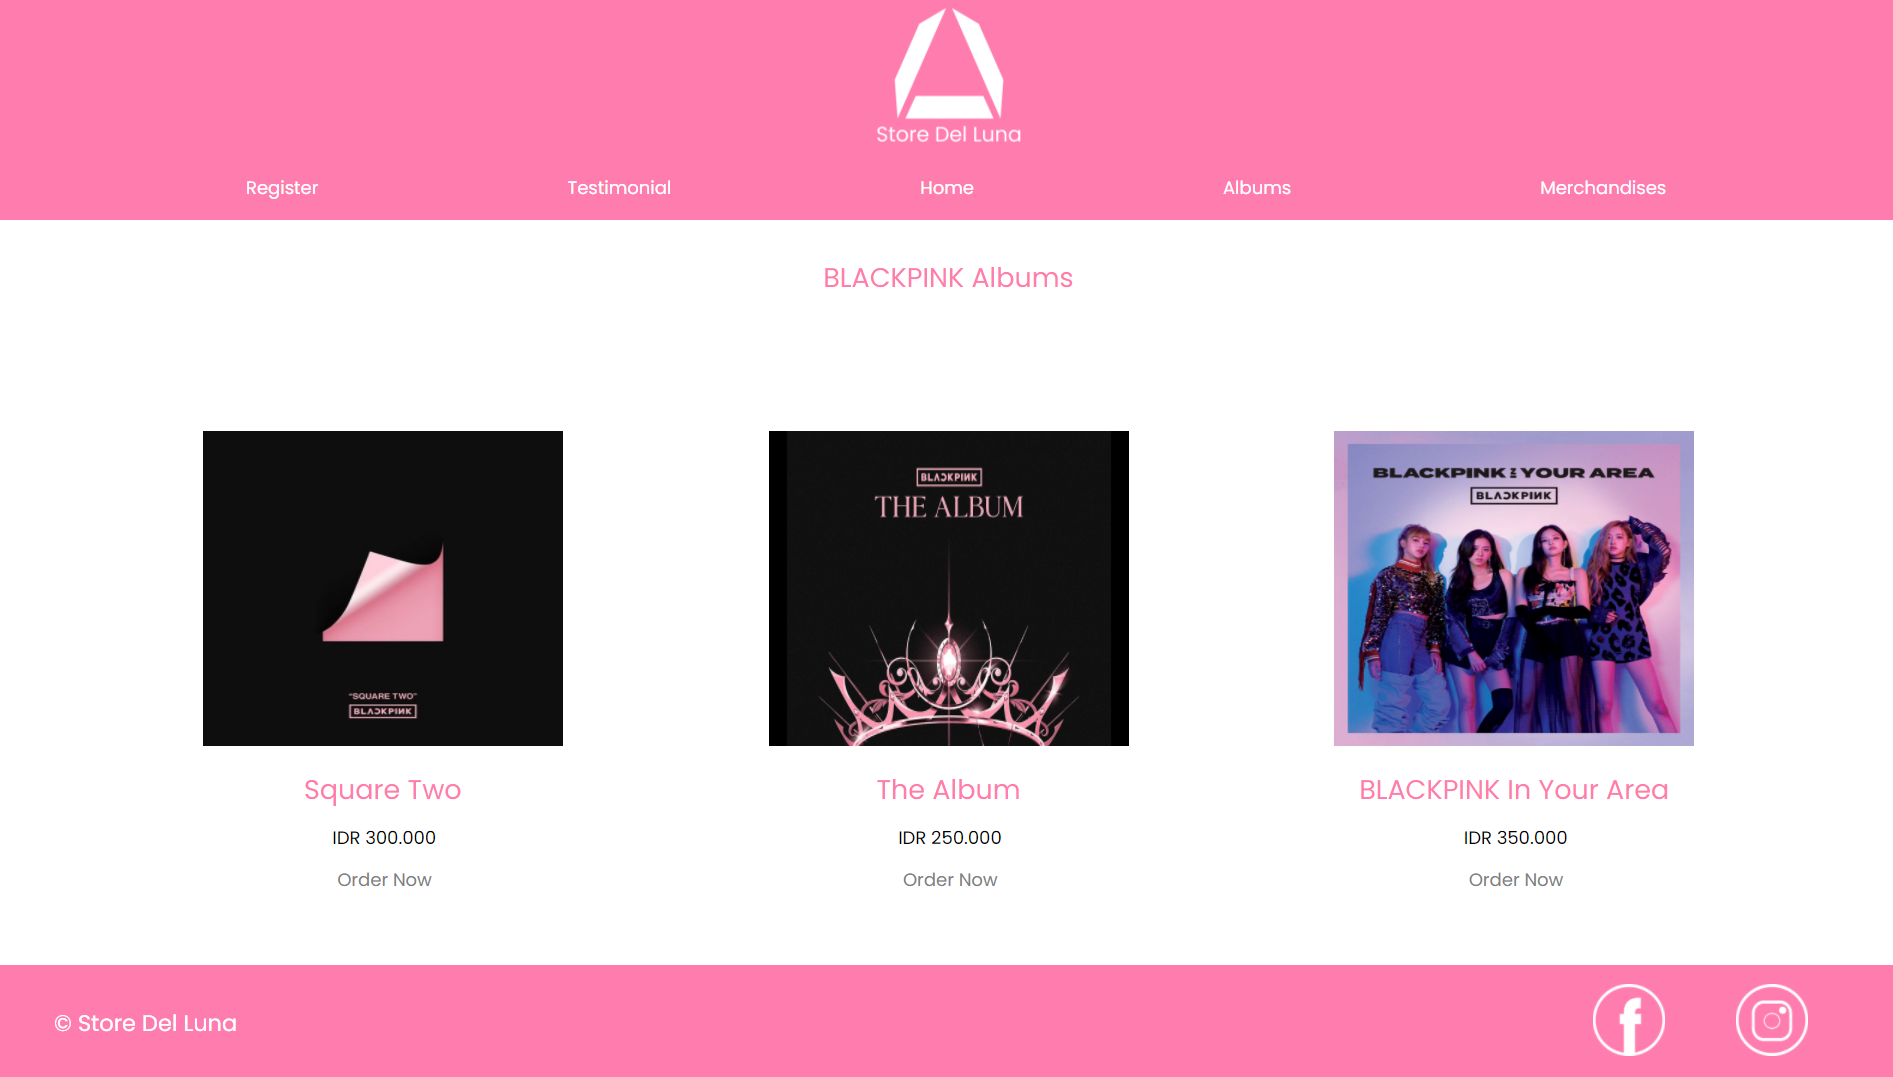 Store Del Luna
Register Testimonial Home Albums Merchandises
BLACKPINK Albums
"SQUARE TWO"
BLACKPINK
BLACKPINK
THE ALBUM
BLACKPINK IN YOUR AREA
BLACKPINK
Square Two The Album BLACKPINK In Your Area
IDR 300.000 IDR 250.000 IDR 350.000
Order Now Order Now Order Now
© Store Del Luna